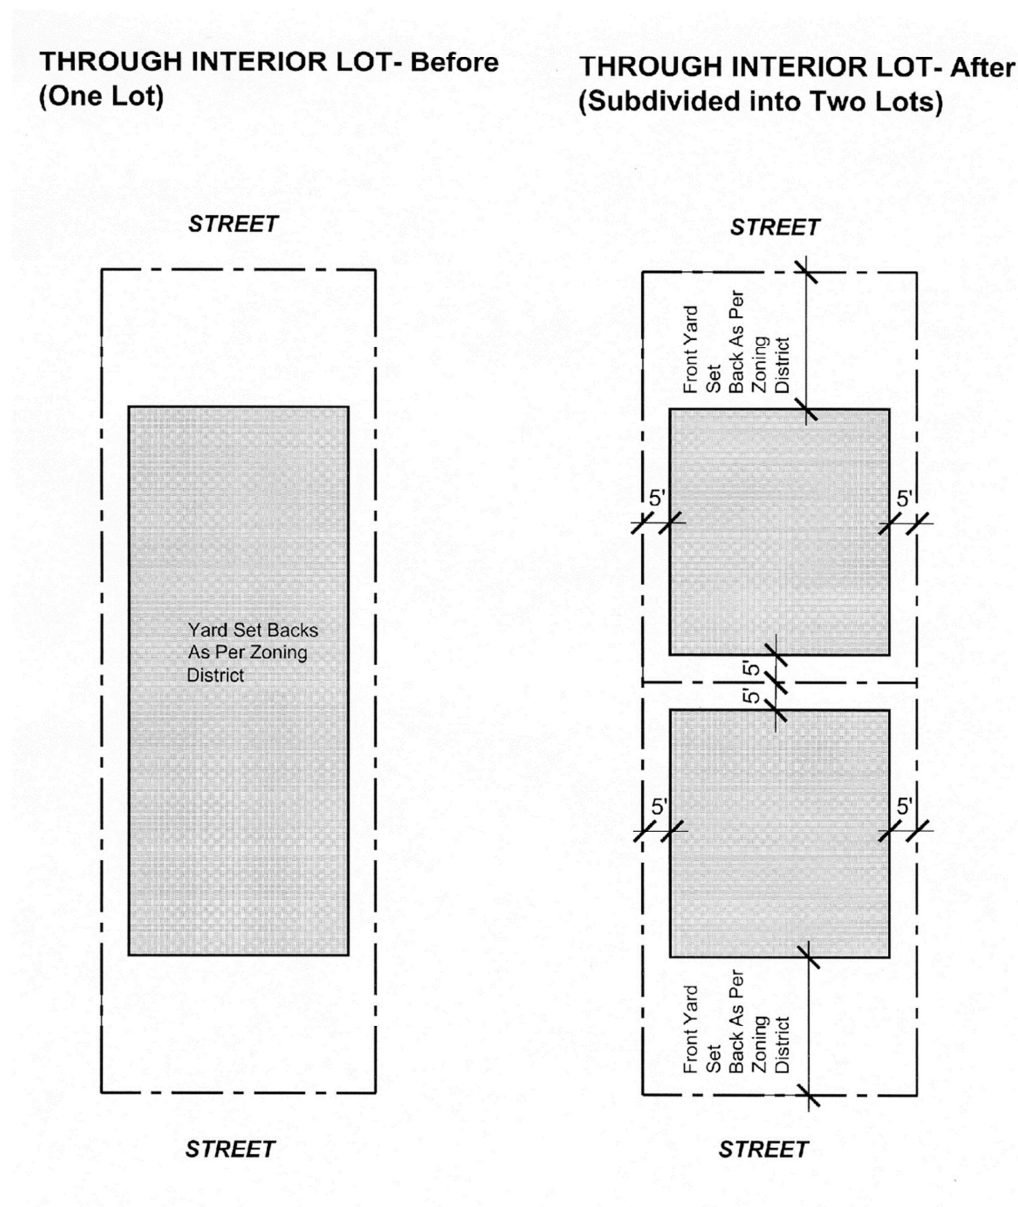 THROUGH INTERIOR LOT- Before
(One Lot)
STREET
Yard Set Backs
As Per Zoning
District
STREET
THROUGH INTERIOR LOT- After
(Subdivided into Two Lots)
STREET
Front Yard
Set
Back As Per
Zoning
District
5'
5'
5'
5'
5'
5'
Front Yard
Set
Back As Per
Zoning
District
STREET